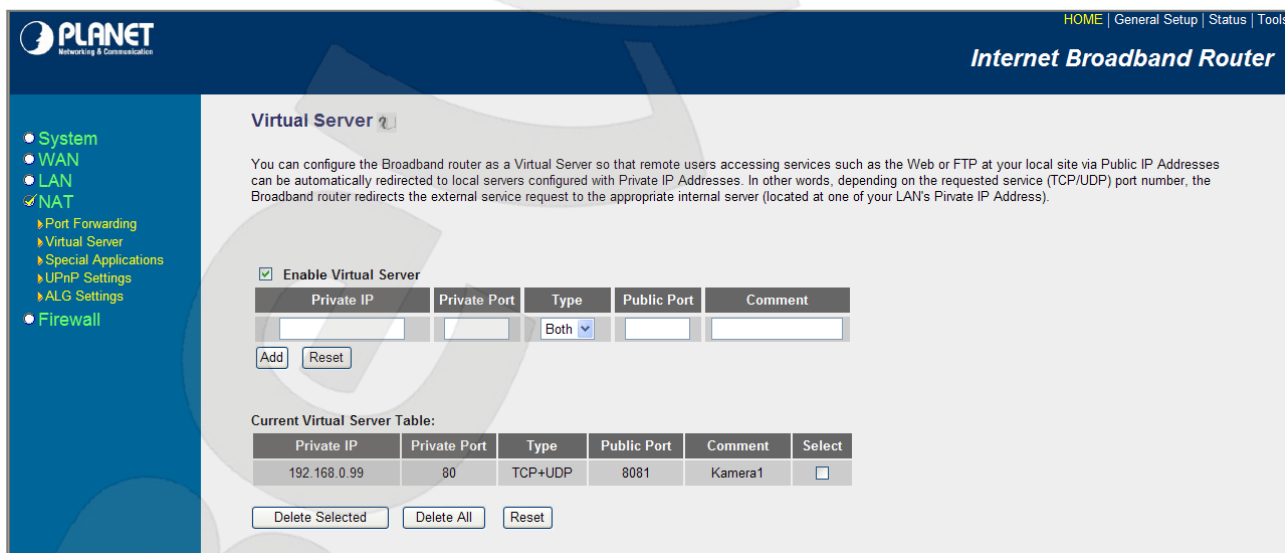 PLANET
Networking & Communication
HOME | General Setup | Status | Tools
Internet Broadband Router
System
WAN
LAN
NAT
Port Forwarding
Virtual Server
Special Applications
UPnP Settings
ALG Settings
Firewall
Virtual Server
You can configure the Broadband router as a Virtual Server so that remote users accessing services such as the Web or FTP at your local site via Public IP Addresses
can be automatically redirected to local servers configured with Private IP Addresses. In other words, depending on the requested service (TCP/UDP) port number, the
Broadband router redirects the external service request to the appropriate internal server (located at one of your LAN's Pivate IP Address).
Enable Virtual Server
Private IP Private Port Type Public Port Comment
Both
Add Reset
Current Virtual Server Table:
Private IP Private Port Type Public Port Comment Select
192.168.0.99 80 TCP+UDP 8081 Kamera1
Delete Selected Delete All Reset